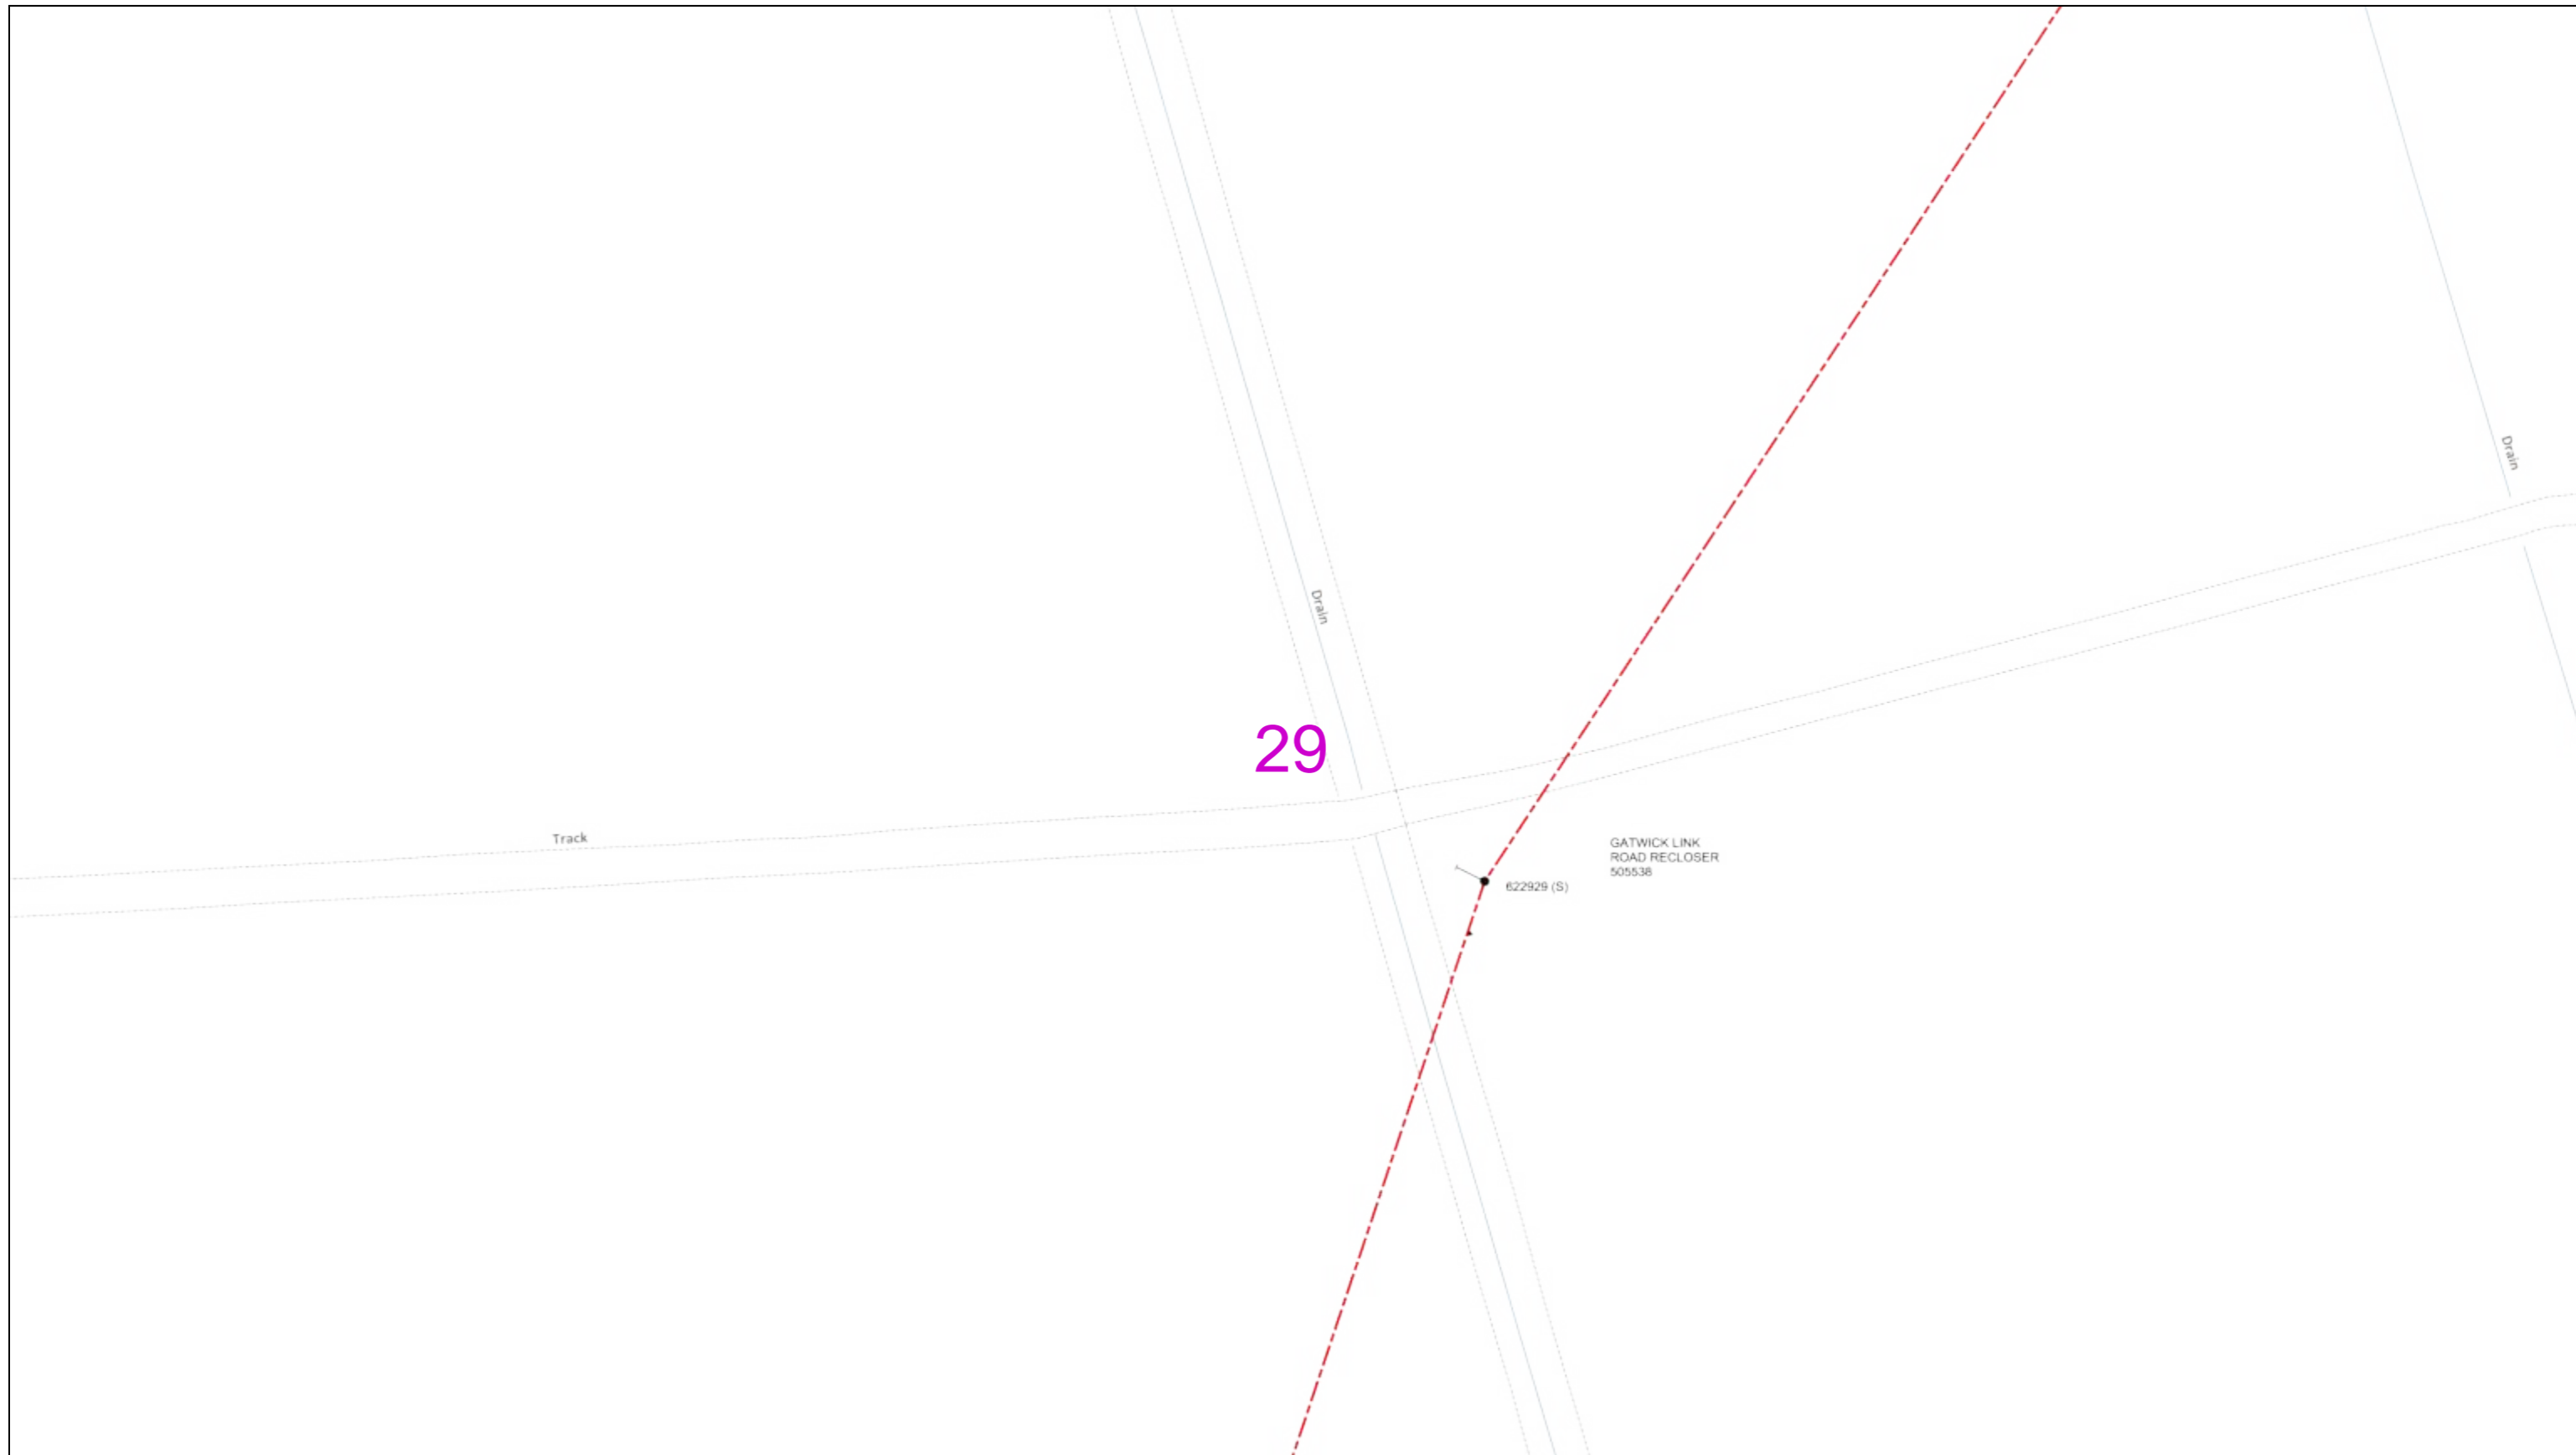 Drain
Drain
29
Track
GATWICK LINK
ROAD RECLOSER
505538
622929 (S)